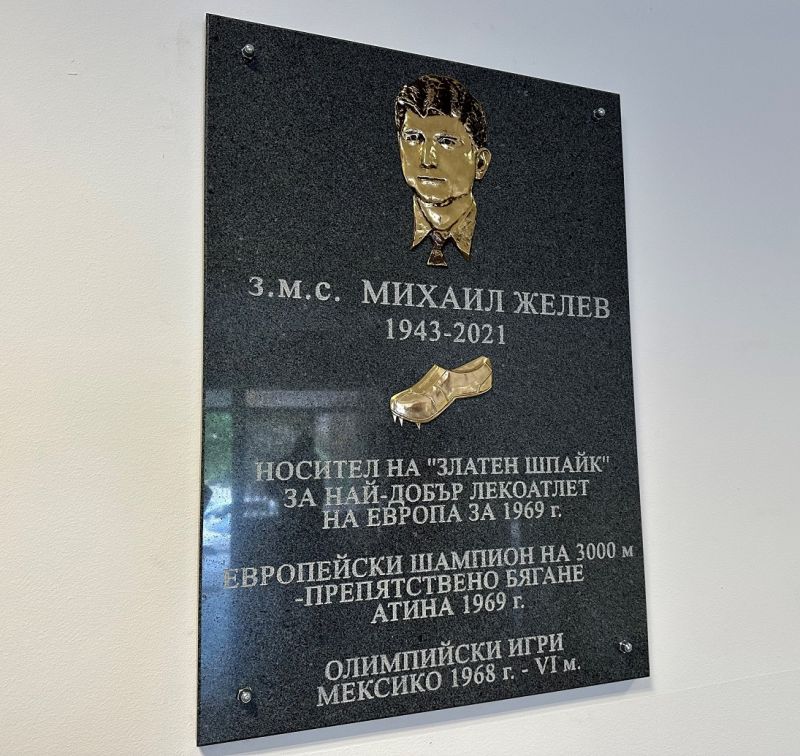 з.м.с. МИХАИЛ ЖЕЛЕВ
1943-2021
НОСИТЕЛ НА "ЗЛАТЕН ШПАЙК"
ЗА НАЙ-ДОБЪР ЛЕКОАТЛЕТ
НА ЕВРОПА ЗА 1969 г.
ЕВРОПЕЙСКИ ШАМПИОН НА 3000 м
-ПРЕПЯТСТВЕНО БЯГАНЕ
АТИНА 1969 г.
ОЛИМПИЙСКИ ИГРИ
МЕКСИКО 1968 г. - VI м.